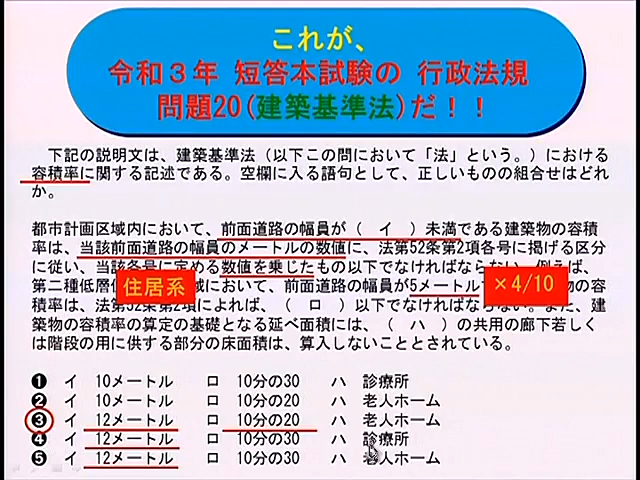 これが、
令和３年 短答本試験の 行政法規
問題20(建築基準法)だ！！
下記の説明文は、建築基準法（以下この問において「法」という。）における
容積率に関する記述である。空欄に入る語句として、正しいものの組合せはどれ
か。
都市計画区域内において、前面道路の幅員が（ イ ）未満である建築物の容積
率は、当該前面道路の幅員のメートルの数値に、法第52条第2項各号に掲げる区分
に従い、当該各号に定める数値を乗じたもの以下でなければならない。例えば、
第二種低層住 住居系 域において、前面道路の幅員が5メートルで ×4/10 物の容
積率は、法第52条第2項によれば、（ ロ ）以下でなければならない。また、建
築物の容積率の算定の基礎となる延べ面積には、（ ハ ）の共用の廊下若しく
は階段の用に供する部分の床面積は、算入しないこととされている。
❶ イ 10メートル ロ 10分の30 ハ 診療所
❷ イ 10メートル ロ 10分の20 ハ 老人ホーム
❸ イ 12メートル ロ 10分の20 ハ 老人ホーム
❹ イ 12メートル ロ 10分の30 ハ 診療所
❺ イ 12メートル ロ 10分の30 ハ 老人ホーム